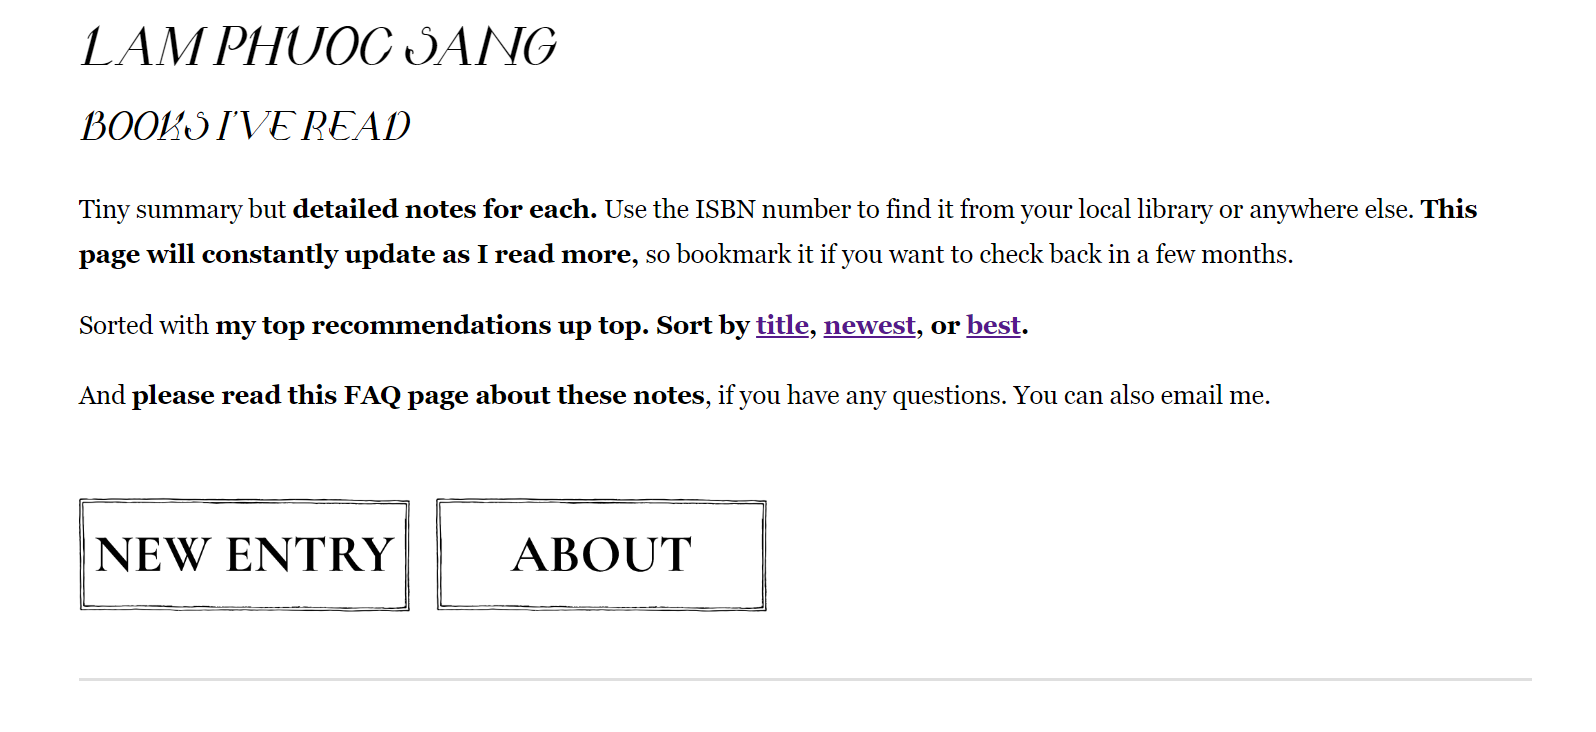 LAM PHUOC SANG
BOOKS I'VE READ
Tiny summary but detailed notes for each. Use the ISBN number to find it from your local library or anywhere else. This
page will constantly update as I read more, so bookmark it if you want to check back in a few months.
Sorted with my top recommendations up top. Sort by title, newest, or best.
And please read this FAQ page about these notes, if you have any questions. You can also email me.
NEW ENTRY
ABOUT